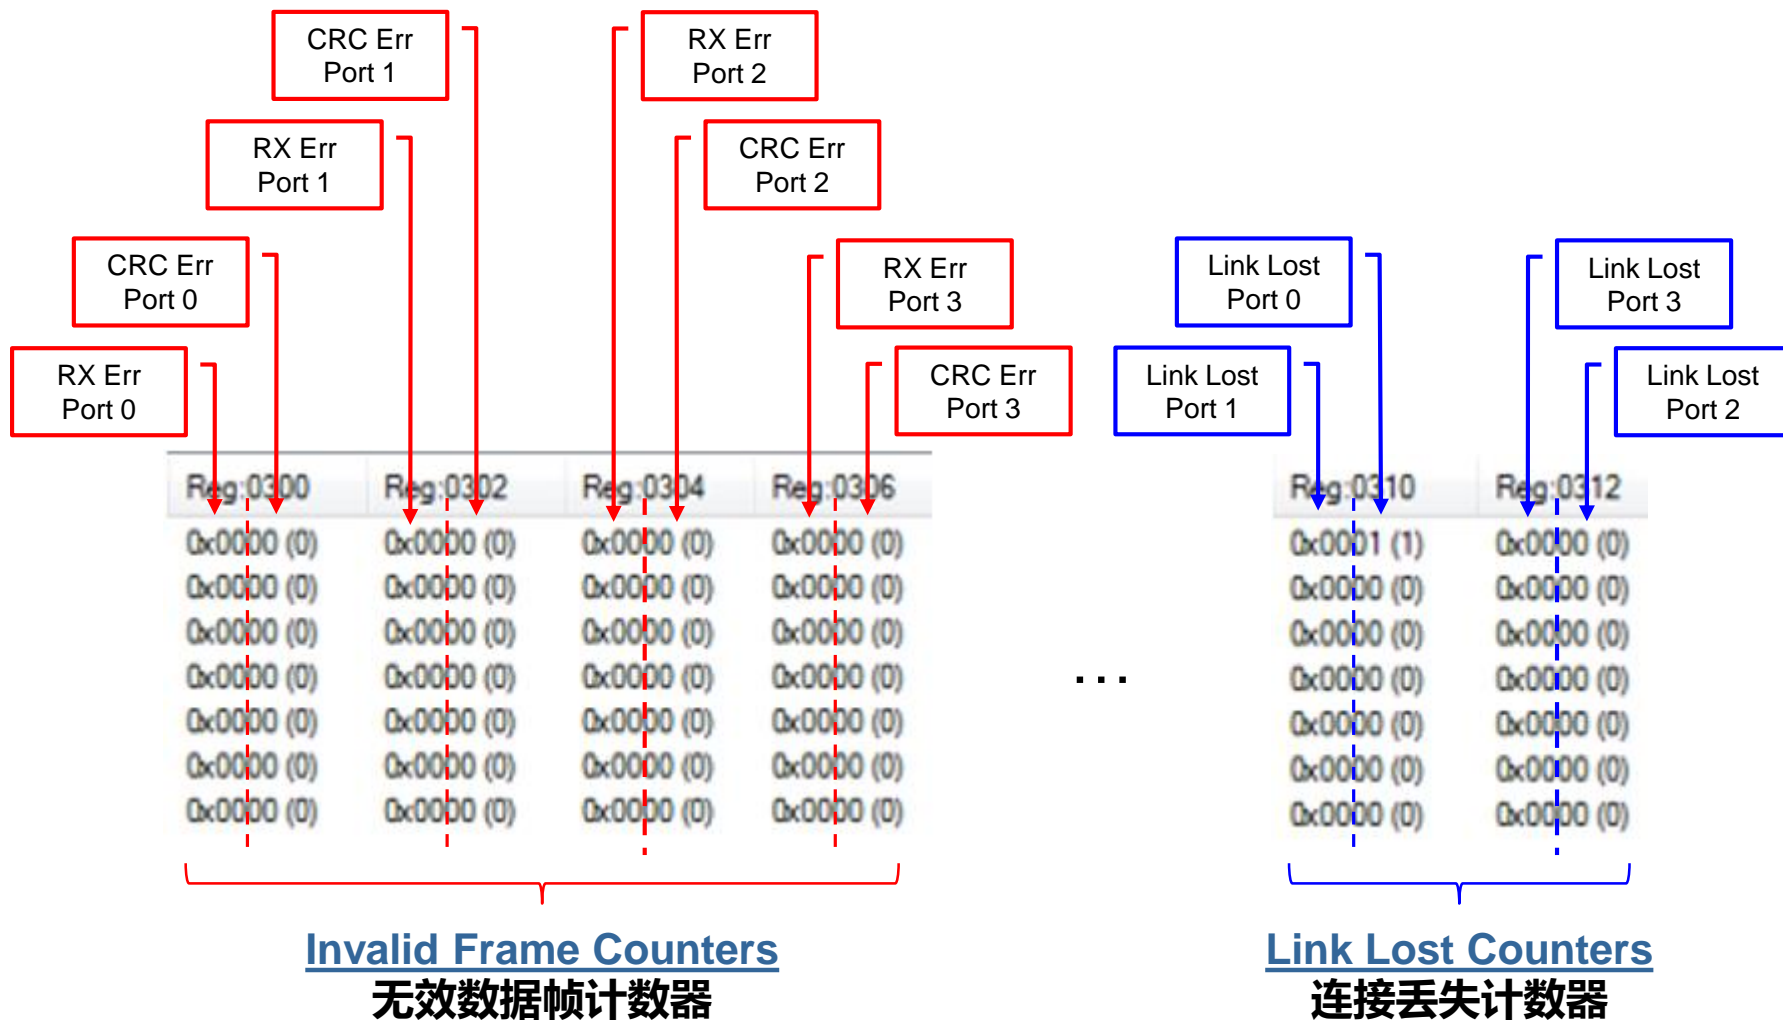 CRC Err
Port 1
RX Err
Port 2
RX Err
Port 1
CRC Err
Port 2
CRC Err
Port 0
RX Err
Port 3
Link Lost
Port 0
Link Lost
Port 3
RX Err
Port 0
CRC Err
Port 3
Link Lost
Port 1
Link Lost
Port 2
Reg:0300 Reg:0302 Reg:0304 Reg:0306 Reg:0310 Reg:0312
0x0000 (0) 0x0000 (0) 0x0000 (0) 0x0000 (0) 0x0001 (1) 0x0000 (0)
0x0000 (0) 0x0000 (0) 0x0000 (0) 0x0000 (0) 0x0000 (0) 0x0000 (0)
0x0000 (0) 0x0000 (0) 0x0000 (0) 0x0000 (0) 0x0000 (0) 0x0000 (0)
0x0000 (0) 0x0000 (0) 0x0000 (0) 0x0000 (0) ... 0x0000 (0) 0x0000 (0)
0x0000 (0) 0x0000 (0) 0x0000 (0) 0x0000 (0) 0x0000 (0) 0x0000 (0)
0x0000 (0) 0x0000 (0) 0x0000 (0) 0x0000 (0) 0x0000 (0) 0x0000 (0)
0x0000 (0) 0x0000 (0) 0x0000 (0) 0x0000 (0) 0x0000 (0) 0x0000 (0)
Invalid Frame Counters
无效数据帧计数器
Link Lost Counters
连接丢失计数器